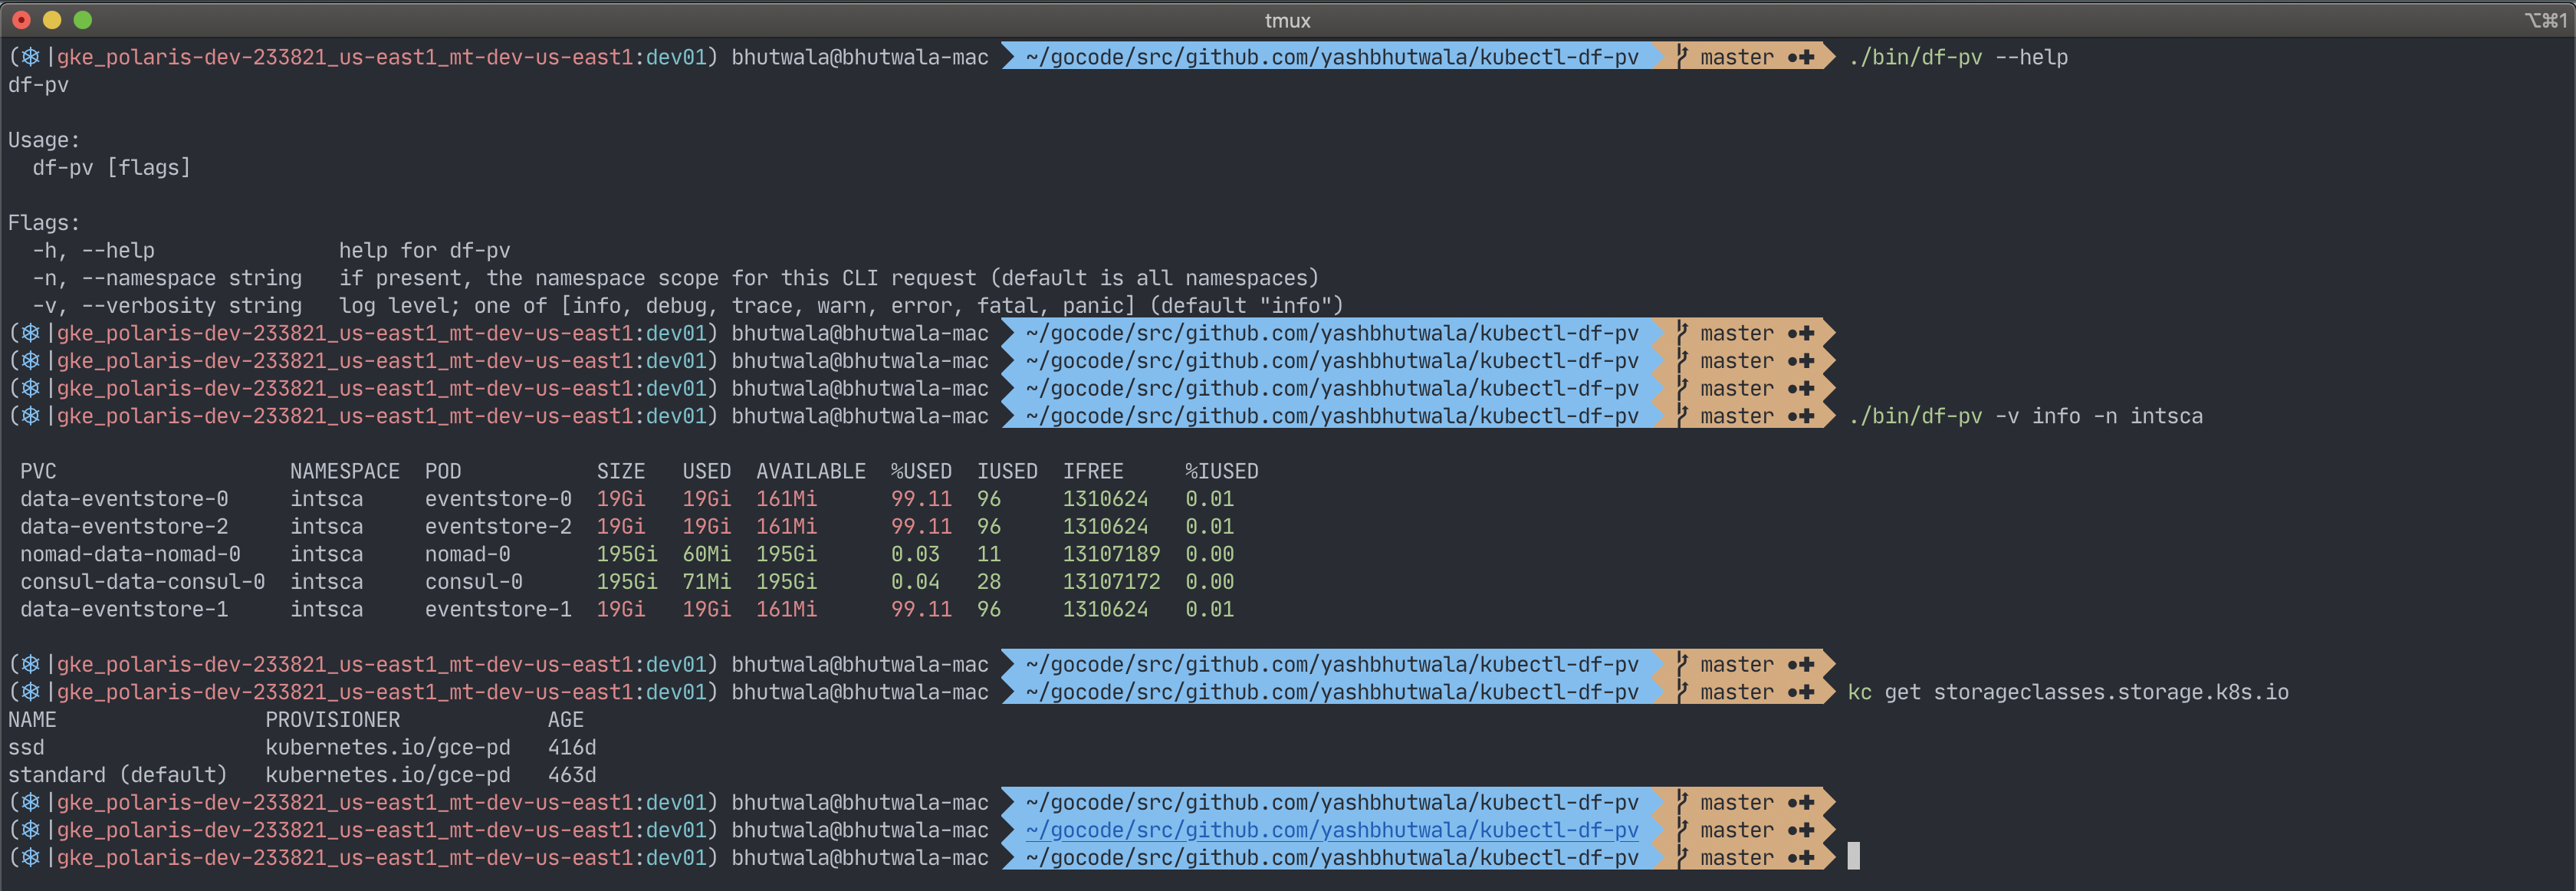 tmux
⌥⌘1
(⎈|gke_polaris-dev-233821_us-east1_mt-dev-us-east1:dev01) bhutwala@bhutwala-mac ~/gocode/src/github.com/yashbhutwala/kubectl-df-pv master ●✚ ./bin/df-pv --help
df-pv
Usage:
  df-pv [flags]
Flags:
  -h, --help               help for df-pv
  -n, --namespace string   if present, the namespace scope for this CLI request (default is all namespaces)
  -v, --verbosity string   log level; one of [info, debug, trace, warn, error, fatal, panic] (default "info")
(⎈|gke_polaris-dev-233821_us-east1_mt-dev-us-east1:dev01) bhutwala@bhutwala-mac ~/gocode/src/github.com/yashbhutwala/kubectl-df-pv master ●✚
(⎈|gke_polaris-dev-233821_us-east1_mt-dev-us-east1:dev01) bhutwala@bhutwala-mac ~/gocode/src/github.com/yashbhutwala/kubectl-df-pv master ●✚
(⎈|gke_polaris-dev-233821_us-east1_mt-dev-us-east1:dev01) bhutwala@bhutwala-mac ~/gocode/src/github.com/yashbhutwala/kubectl-df-pv master ●✚
(⎈|gke_polaris-dev-233821_us-east1_mt-dev-us-east1:dev01) bhutwala@bhutwala-mac ~/gocode/src/github.com/yashbhutwala/kubectl-df-pv master ●✚ ./bin/df-pv -v info -n intsca
 PVC                   NAMESPACE  POD           SIZE   USED  AVAILABLE  %USED  IUSED  IFREE     %IUSED
 data-eventstore-0     intsca     eventstore-0  19Gi   19Gi  161Mi      99.11  96     1310624   0.01
 data-eventstore-2     intsca     eventstore-2  19Gi   19Gi  161Mi      99.11  96     1310624   0.01
 nomad-data-nomad-0    intsca     nomad-0       195Gi  60Mi  195Gi      0.03   11     13107189  0.00
 consul-data-consul-0  intsca     consul-0      195Gi  71Mi  195Gi      0.04   28     13107172  0.00
 data-eventstore-1     intsca     eventstore-1  19Gi   19Gi  161Mi      99.11  96     1310624   0.01
(⎈|gke_polaris-dev-233821_us-east1_mt-dev-us-east1:dev01) bhutwala@bhutwala-mac ~/gocode/src/github.com/yashbhutwala/kubectl-df-pv master ●✚
(⎈|gke_polaris-dev-233821_us-east1_mt-dev-us-east1:dev01) bhutwala@bhutwala-mac ~/gocode/src/github.com/yashbhutwala/kubectl-df-pv master ●✚ kc get storageclasses.storage.k8s.io
NAME                 PROVISIONER            AGE
ssd                  kubernetes.io/gce-pd   416d
standard (default)   kubernetes.io/gce-pd   463d
(⎈|gke_polaris-dev-233821_us-east1_mt-dev-us-east1:dev01) bhutwala@bhutwala-mac ~/gocode/src/github.com/yashbhutwala/kubectl-df-pv master ●✚
(⎈|gke_polaris-dev-233821_us-east1_mt-dev-us-east1:dev01) bhutwala@bhutwala-mac ~/gocode/src/github.com/yashbhutwala/kubectl-df-pv master ●✚
(⎈|gke_polaris-dev-233821_us-east1_mt-dev-us-east1:dev01) bhutwala@bhutwala-mac ~/gocode/src/github.com/yashbhutwala/kubectl-df-pv master ●✚